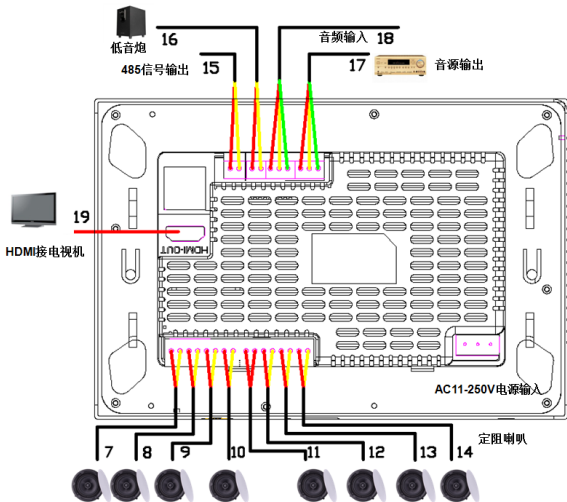 16
音频输入 18
低音炮
485信号输出 15
17 音源输出
19
HDMI-OUT
HDMI接电视机
AC11-250V电源输入
定阻喇叭
7 8 9 10 11 12 13 14